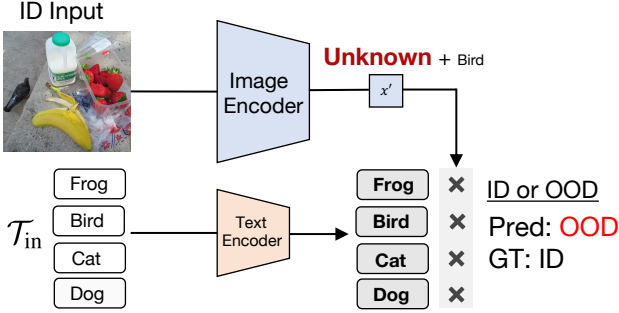 ID Input
Image
Encoder
Unknown + Bird
x′
𝒯in
Frog
Bird
Cat
Dog
Text
Encoder
Frog
Bird
Cat
Dog
ID or OOD
Pred: OOD
GT: ID